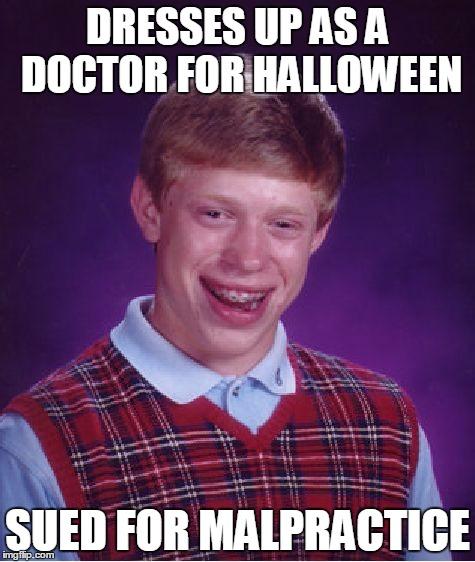 DRESSES UP AS A
DOCTOR FOR HALLOWEEN
SUED FOR MALPRACTICE
imgflip.com